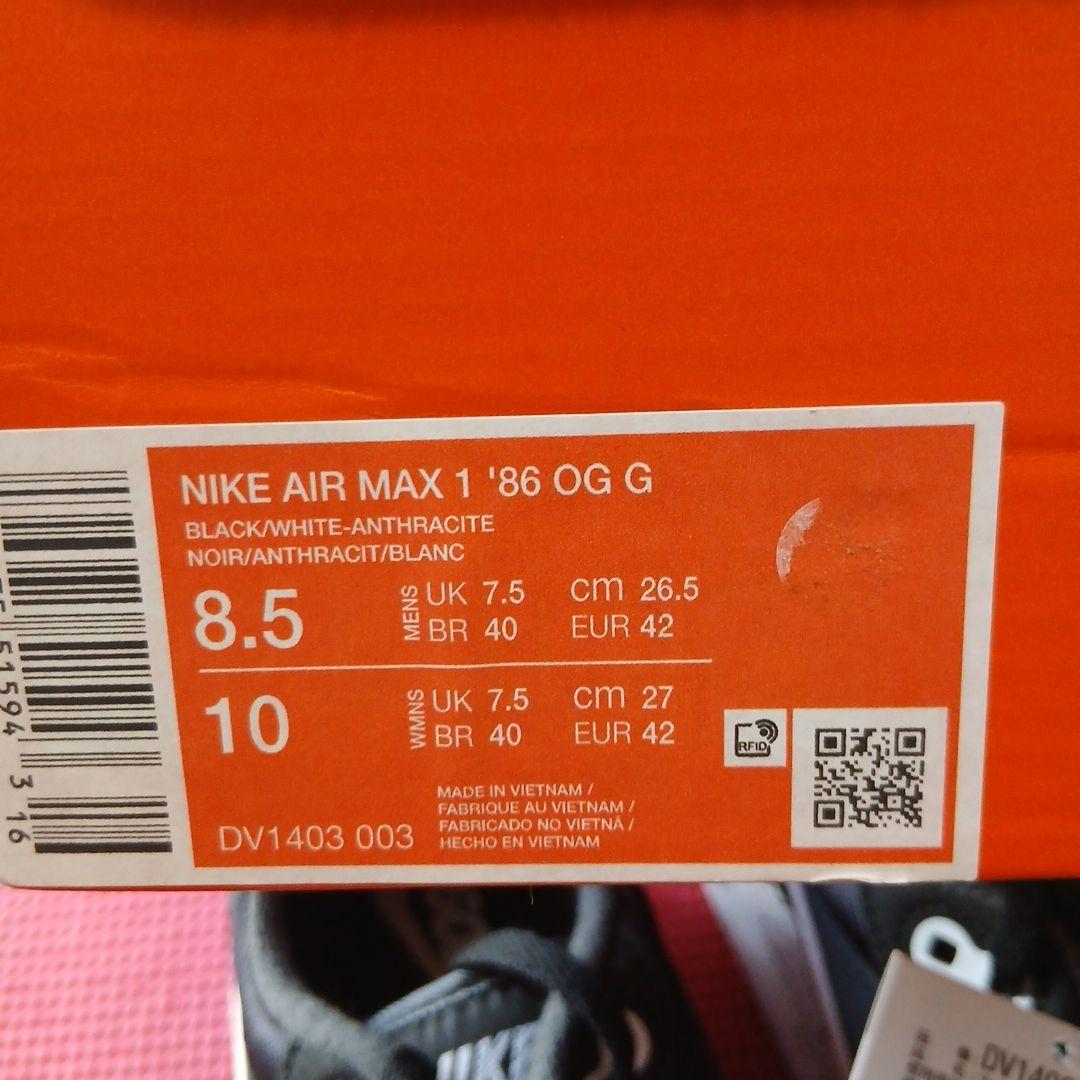 NIKE AIR MAX 1 '86 OG G
BLACK/WHITE-ANTHRACITE
NOIR/ANTHRACIT/BLANC
8.5 MENS UK 7.5 cm 26.5
BR 40 EUR 42
10 WMNS UK 7.5 cm 27
BR 40 EUR 42
RFID
MADE IN VIETNAM /
FABRIQUE AU VIETNAM /
FABRICADO NO VIETNÃ /
HECHO EN VIETNAM
DV1403 003
51594 3 16